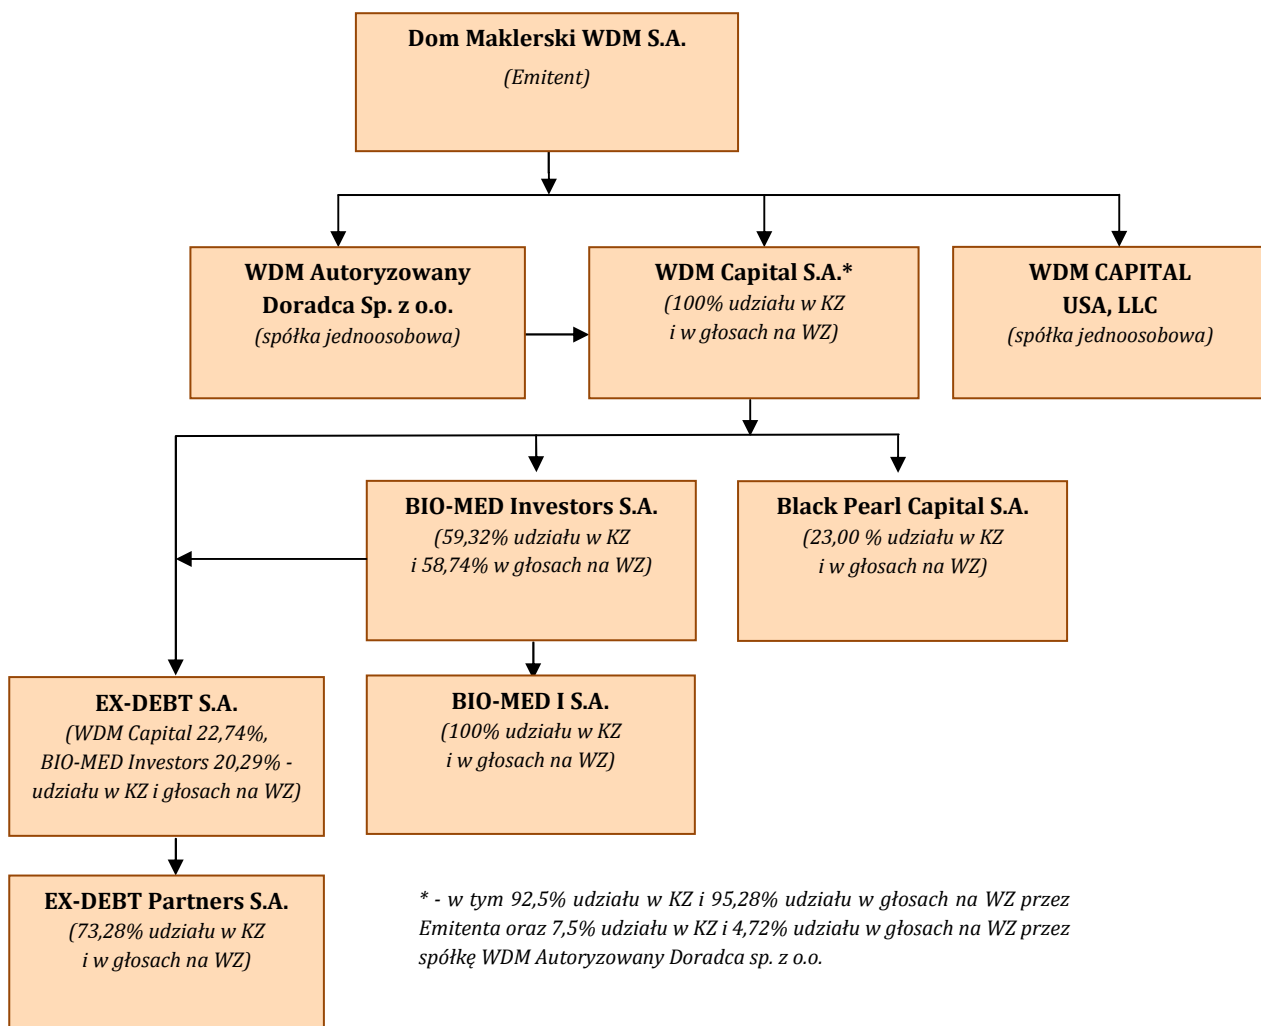 Dom Maklerski WDM S.A.
(Emitent)
WDM Autoryzowany
Doradca Sp. z o.o.
(spółka jednoosobowa)
WDM Capital S.A.*
(100% udziału w KZ
i w głosach na WZ)
WDM CAPITAL
USA, LLC
(spółka jednoosobowa)
BIO-MED Investors S.A.
(59,32% udziału w KZ
i 58,74% w głosach na WZ)
Black Pearl Capital S.A.
(23,00 % udziału w KZ
i w głosach na WZ)
EX-DEBT S.A.
(WDM Capital 22,74%,
BIO-MED Investors 20,29% -
udziału w KZ i głosach na WZ)
BIO-MED I S.A.
(100% udziału w KZ
i w głosach na WZ)
EX-DEBT Partners S.A.
(73,28% udziału w KZ
i w głosach na WZ)
* - w tym 92,5% udziału w KZ i 95,28% udziału w głosach na WZ przez
Emitenta oraz 7,5% udziału w KZ i 4,72% udziału w głosach na WZ przez
spółkę WDM Autoryzowany Doradca sp. z o.o.